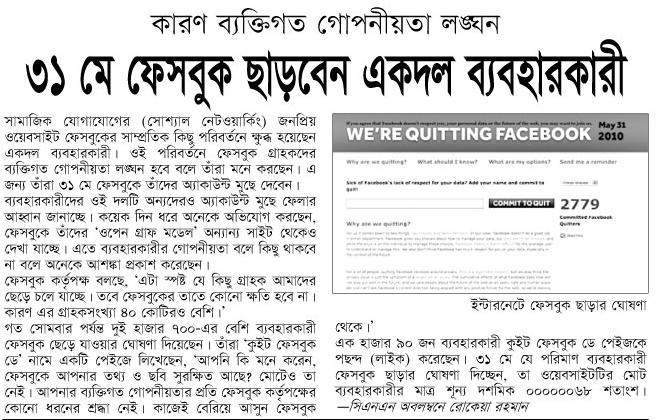 কারণ ব্যক্তিগত গোপনীয়তা লঙ্ঘন
৩১ মে ফেসবুক ছাড়বেন একদল ব্যবহারকারী
সামাজিক যোগাযোগের (সোশ্যাল নেটওয়ার্কিং) জনপ্রিয়
ওয়েবসাইট ফেসবুকের সাম্প্রতিক কিছু পরিবর্তনে ক্ষুব্ধ হয়েছেন
একদল ব্যবহারকারী। ওই পরিবর্তনে ফেসবুক গ্রাহকদের
ব্যক্তিগত গোপনীয়তা লঙ্ঘন হবে বলে তাঁরা মনে করছেন। এ
জন্য তাঁরা ৩১ মে ফেসবুকে তাঁদের অ্যাকাউন্ট মুছে দেবেন।
ব্যবহারকারীদের ওই দলটি অন্যদেরও অ্যাকাউন্ট মুছে ফেলার
আহ্বান জানাচ্ছে। কয়েক দিন ধরে অনেকে অভিযোগ করছেন,
ফেসবুকে তাঁদের ‘ওপেন গ্রাফ মডেল’ অন্যান্য সাইট থেকেও
দেখা যাচ্ছে। এতে ব্যবহারকারীর গোপনীয়তা বলে কিছু থাকবে
না বলে অনেকে আশঙ্কা প্রকাশ করেছেন।
ফেসবুক কর্তৃপক্ষ বলছে, ‘এটা স্পষ্ট যে কিছু গ্রাহক আমাদের
ছেড়ে চলে যাচ্ছে। তবে ফেসবুকের তাতে কোনো ক্ষতি হবে না।
কারণ এর গ্রাহকসংখ্যা ৪০ কোটিরও বেশি।’
গত সোমবার পর্যন্ত দুই হাজার ৭০০-এর বেশি ব্যবহারকারী
ফেসবুক ছেড়ে যাওয়ার ঘোষণা দিয়েছেন। তাঁরা ‘কুইট ফেসবুক
ডে’ নামে একটি পেইজে লিখেছেন, ‘আপনি কি মনে করেন,
ফেসবুকে আপনার তথ্য ও ছবি সুরক্ষিত আছে? মোটেও তা
নেই। আপনার ব্যক্তিগত গোপনীয়তার প্রতি ফেসবুক কর্তৃপক্ষের
কোনো ধরনের শ্রদ্ধা নেই। কাজেই বেরিয়ে আসুন ফেসবুক
If you agree that Facebook doesn't respect you, your personal data or the future of the web, you may want to join us.
WE'RE QUITTING FACEBOOK
May 31
2010
Why are we quitting? What should I know? What are my options? Send me a reminder
Sick of Facebook's lack of respect for your data? Add your name and commit to
quit!
COMMIT TO QUIT
2779
Committed Facebook
Quitters
Why are we quitting?
ইন্টারনেটে ফেসবুক ছাড়ার ঘোষণা
থেকে।’
এক হাজার ৯০ জন ব্যবহারকারী কুইট ফেসবুক ডে পেইজকে
পছন্দ (লাইক) করেছেন। ৩১ মে যে পরিমাণ ব্যবহারকারী
ফেসবুক ছাড়ার ঘোষণা দিচ্ছেন, তা ওয়েবসাইটটির মোট
ব্যবহারকারীর মাত্র শূন্য দশমিক ০০০০০০৬৮ শতাংশ।
—সিএনএন অবলম্বনে রোকেয়া রহমান